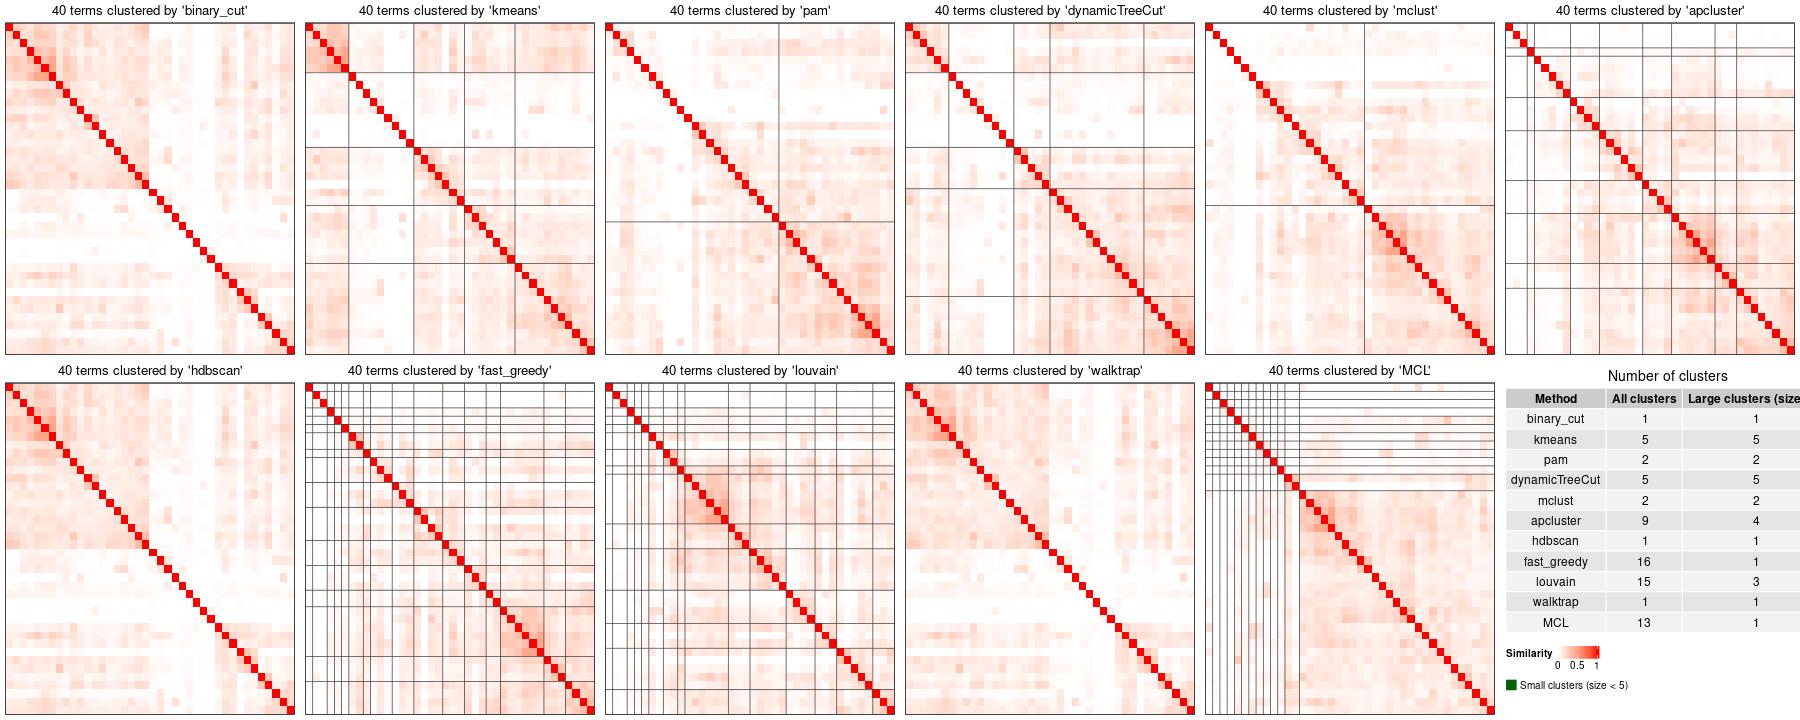 40 terms clustered by 'binary_cut'
40 terms clustered by 'kmeans'
40 terms clustered by 'pam'
40 terms clustered by 'dynamicTreeCut'
40 terms clustered by 'mclust'
40 terms clustered by 'apcluster'
40 terms clustered by 'hdbscan'
40 terms clustered by 'fast_greedy'
40 terms clustered by 'louvain'
40 terms clustered by 'walktrap'
40 terms clustered by 'MCL'
Number of clusters
Method All clusters Large clusters (size
binary_cut 1 1
kmeans 5 5
pam 2 2
dynamicTreeCut 5 5
mclust 2 2
apcluster 9 4
hdbscan 1 1
fast_greedy 16 1
louvain 15 3
walktrap 1 1
MCL 13 1
Similarity
0 0.5 1
Small clusters (size < 5)